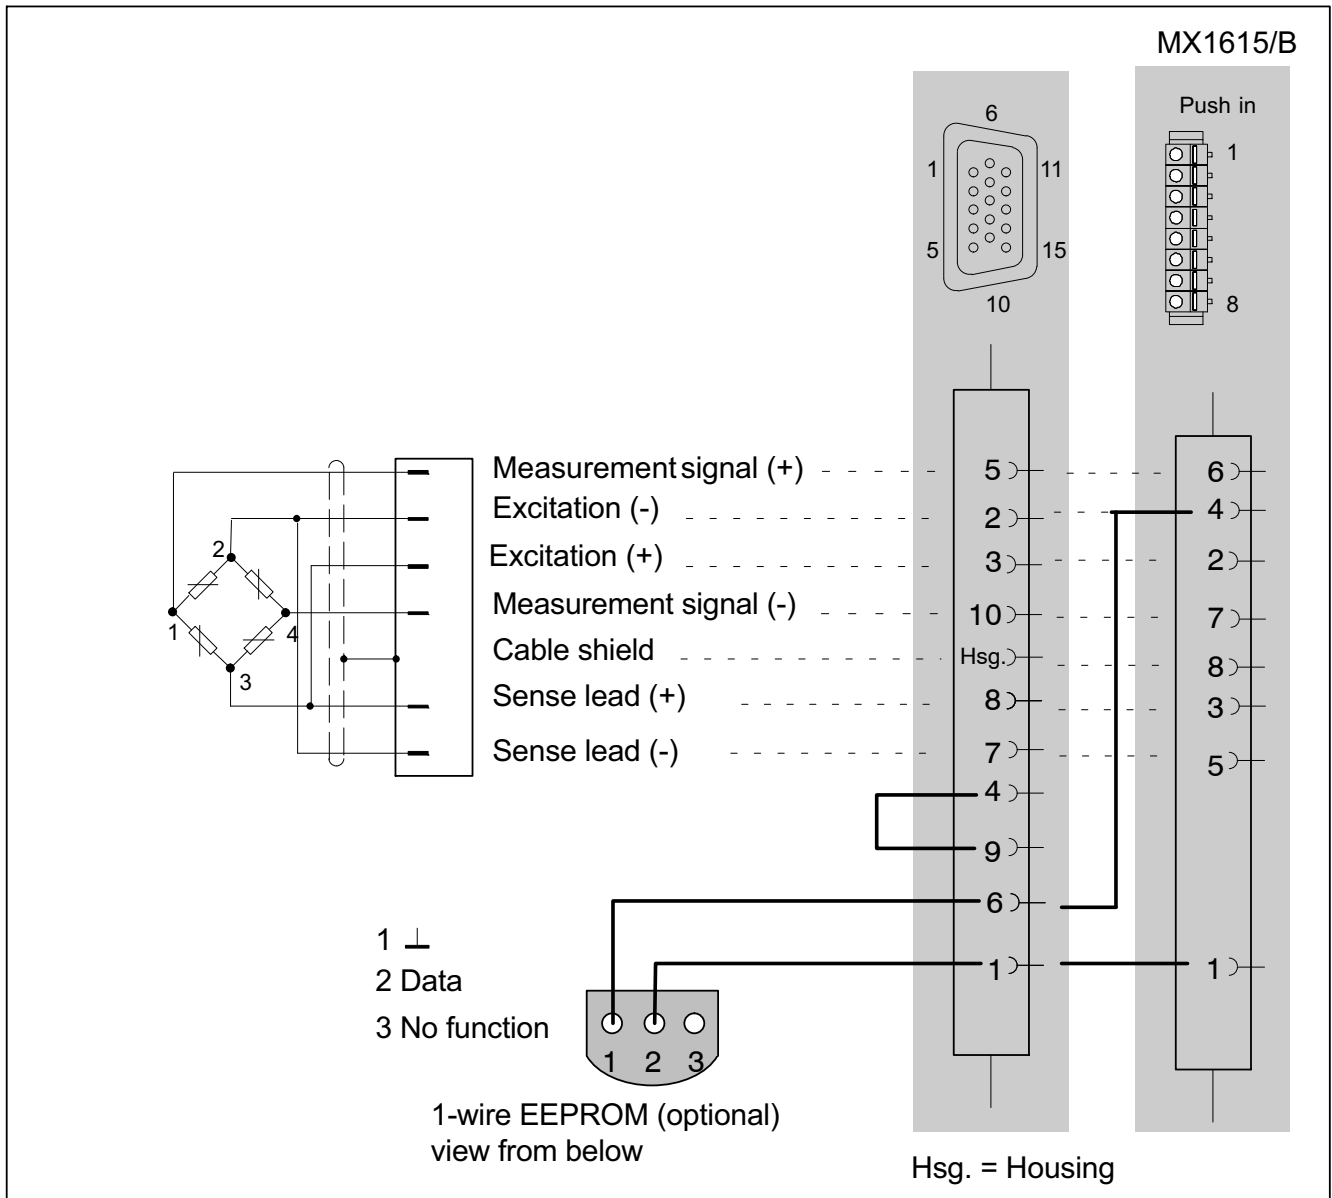 MX1615/B
Push in
6
1
11
5
15
10
1
8
Measurement signal (+) 5 6
Excitation (-) 2 4
Excitation (+) 3 2
Measurement signal (-) 10 7
Cable shield Hsg. 8
Sense lead (+) 8 3
Sense lead (-) 7 5
2
1
4
3
4
9
6
1 1
1
2 Data
3 No function
1 2 3
1-wire EEPROM (optional)
view from below
Hsg. = Housing